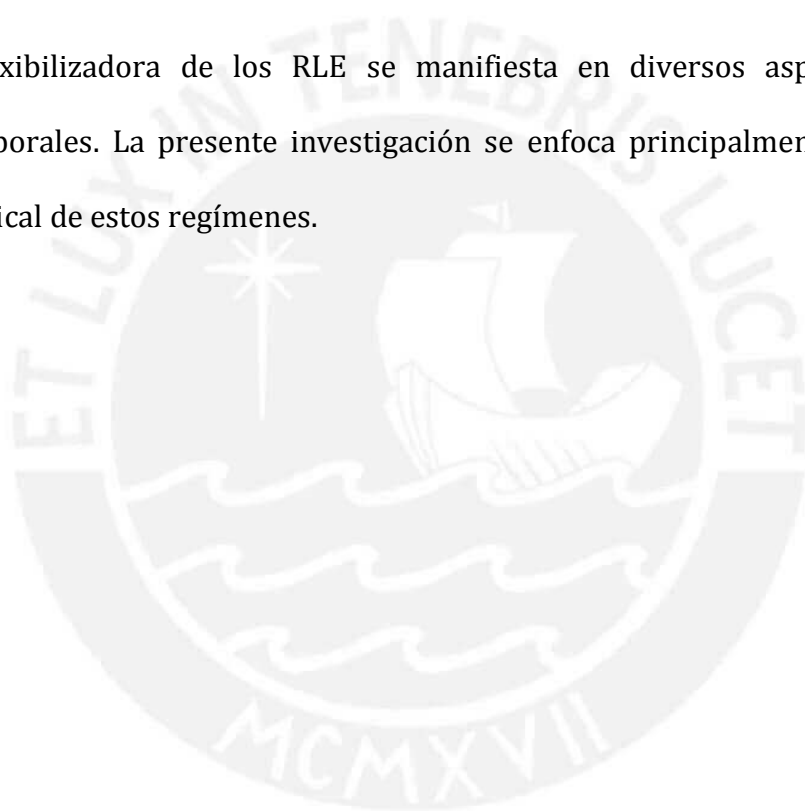 xibilizadora de los RLE se manifiesta en diversos asp
porales. La presente investigación se enfoca principalmen
ical de estos regímenes.
ET LUX IN TENEBRIS LUCET
MCMXVII